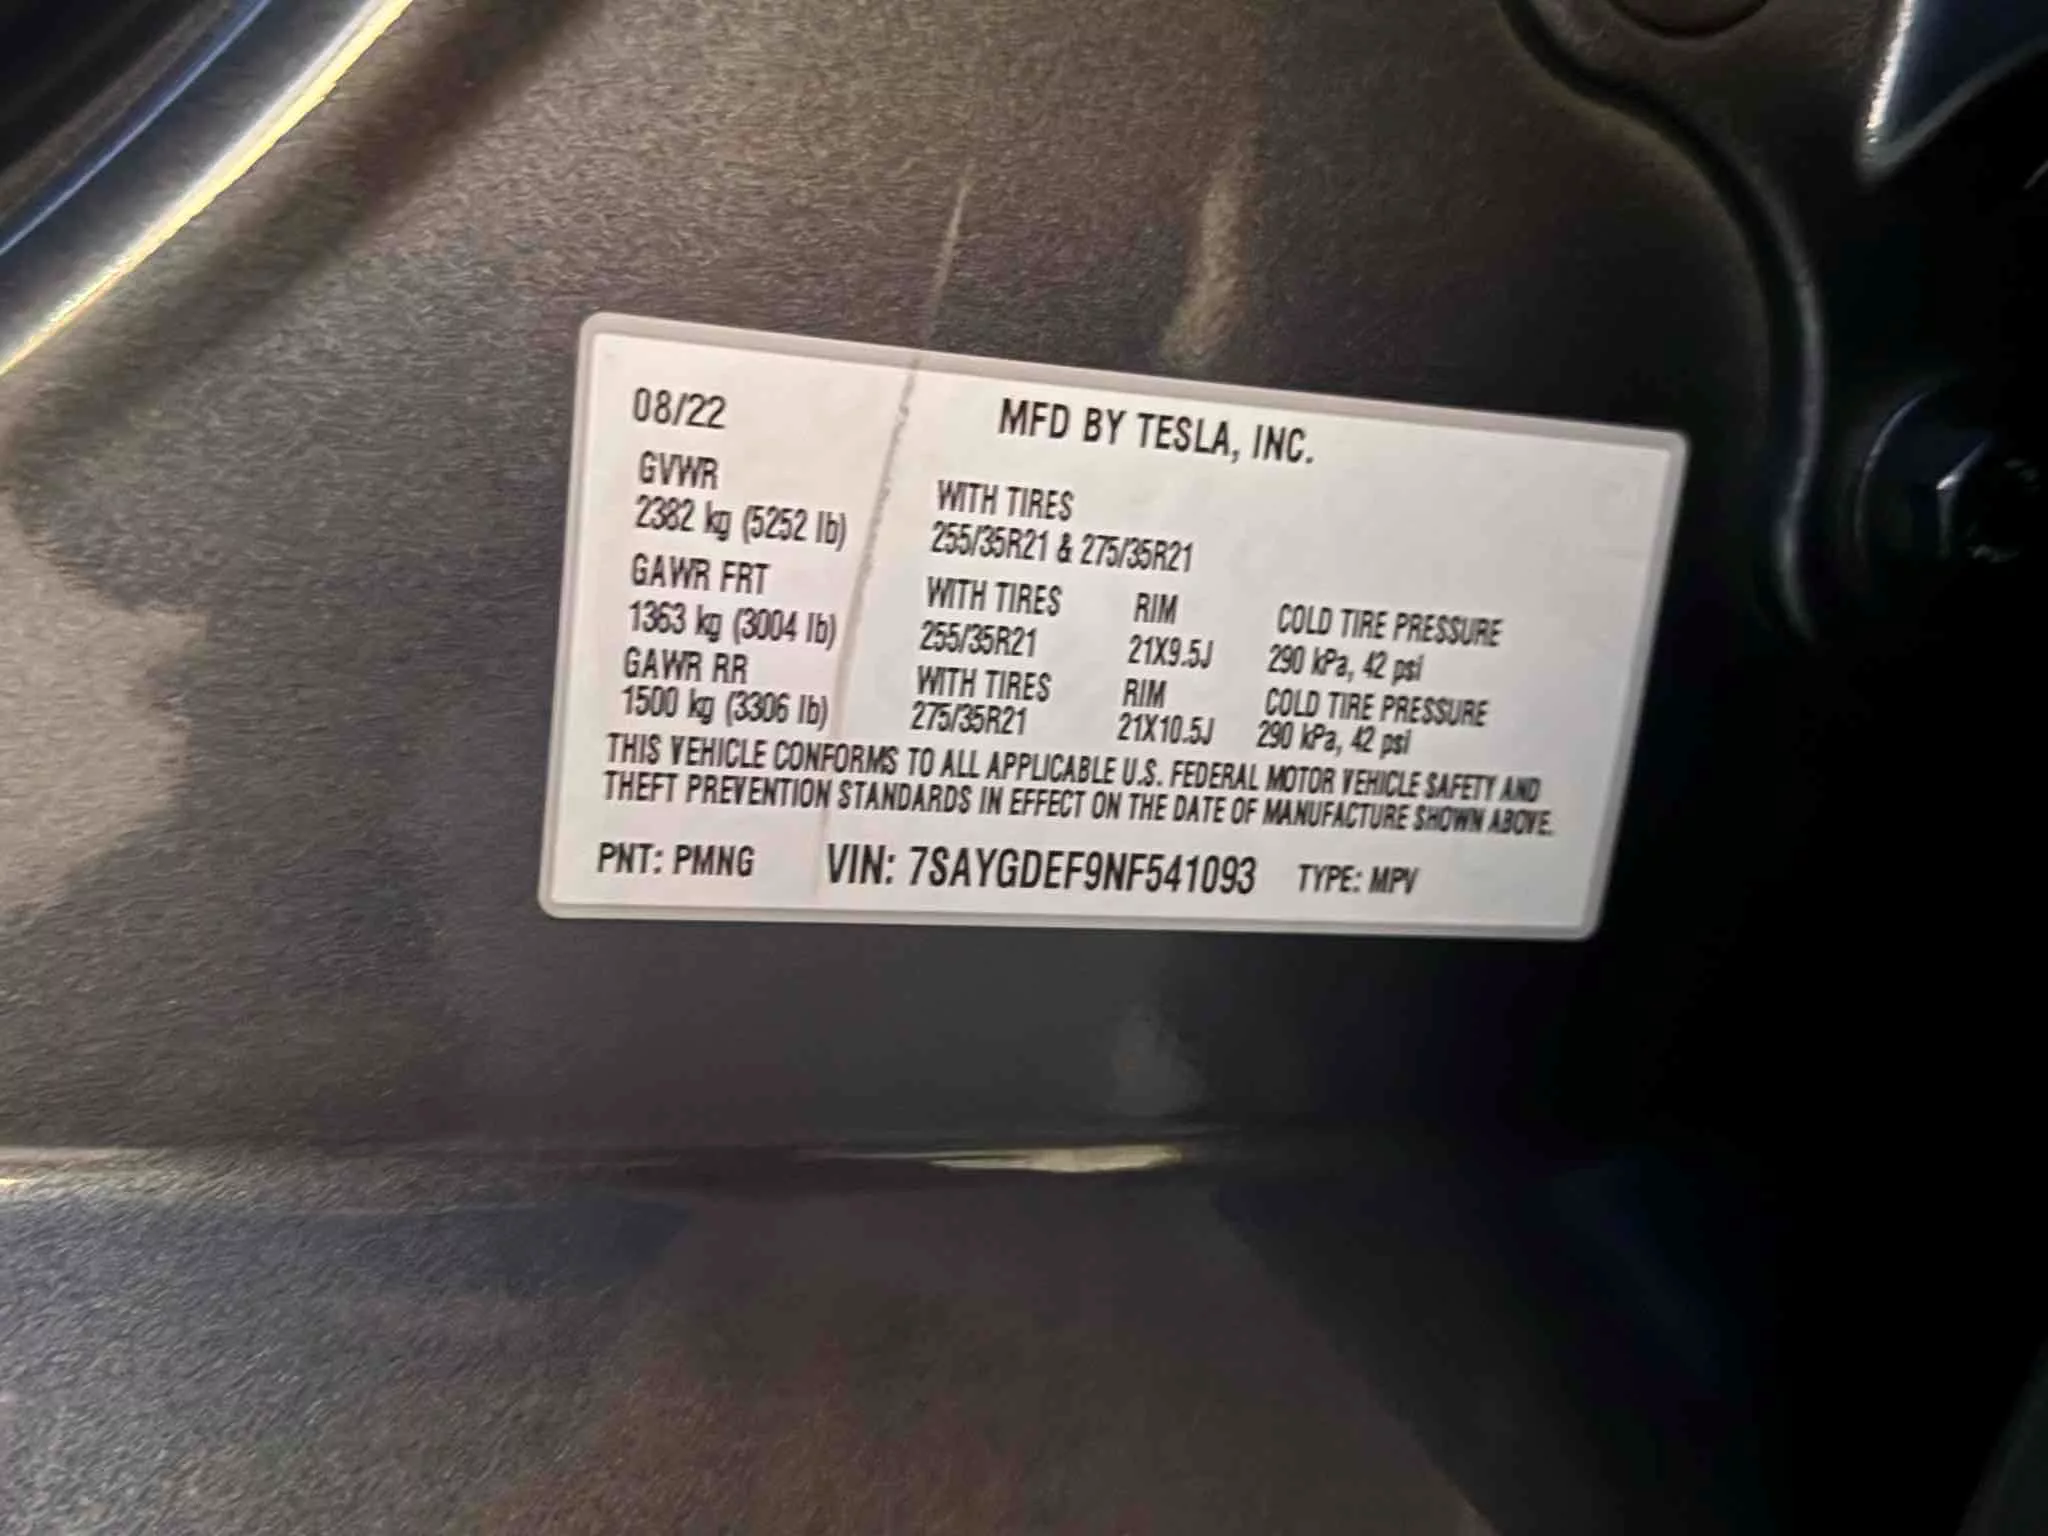 08/22 MFD BY TESLA, INC.
GVWR WITH TIRES
2382 kg (5252 lb) 255/35R21 & 275/35R21
GAWR FRT WITH TIRES RIM COLD TIRE PRESSURE
1363 kg (3004 lb) 255/35R21 21X9.5J 290 kPa, 42 psi
GAWR RR WITH TIRES RIM COLD TIRE PRESSURE
1500 kg (3306 lb) 275/35R21 21X10.5J 290 kPa, 42 psi
THIS VEHICLE CONFORMS TO ALL APPLICABLE U.S. FEDERAL MOTOR VEHICLE SAFETY AND
THEFT PREVENTION STANDARDS IN EFFECT ON THE DATE OF MANUFACTURE SHOWN ABOVE.
PNT: PMNG VIN: 7SAYGDEF9NF541093 TYPE: MPV